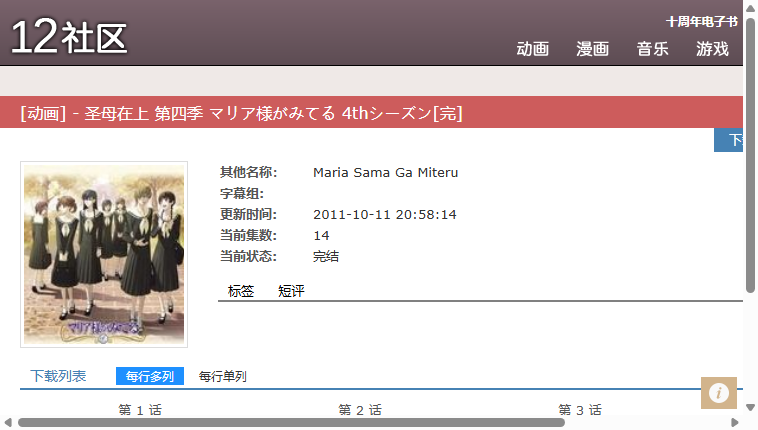 12社区
十周年电子书
动画 漫画 音乐 游戏
[动画] - 圣母在上 第四季 マリア様がみてる 4thシーズン[完]
下
其他名称: Maria Sama Ga Miteru
字幕组:
更新时间: 2011-10-11 20:58:14
当前集数: 14
当前状态: 完结
标签 短评
マリア様がみてる
下载列表 每行多列 每行单列
第 1 话 第 2 话 第 3 话